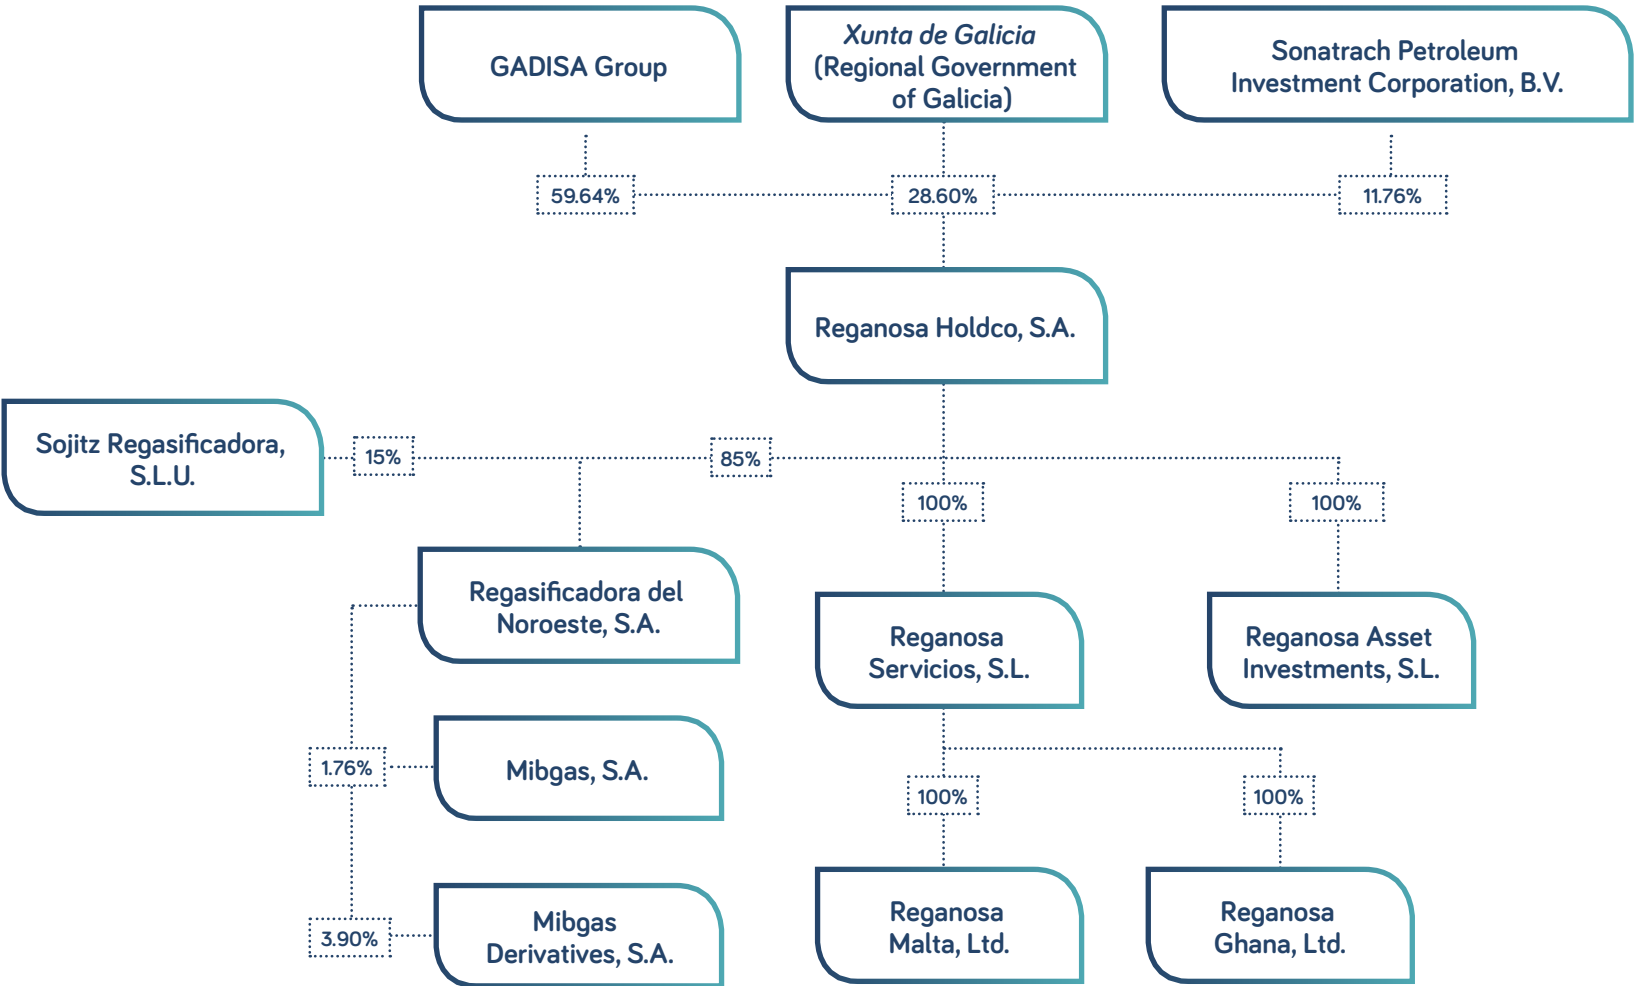 GADISA Group
Xunta de Galicia
(Regional Government
of Galicia)
Sonatrach Petroleum
Investment Corporation, B.V.
59.64%
28.60%
11.76%
Reganosa Holdco, S.A.
Sojitz Regasificadora,
S.L.U.
15%
85%
100%
100%
Regasificadora del
Noroeste, S.A.
Reganosa
Servicios, S.L.
Reganosa Asset
Investments, S.L.
1.76%
Mibgas, S.A.
100%
100%
3.90%
Mibgas
Derivatives, S.A.
Reganosa
Malta, Ltd.
Reganosa
Ghana, Ltd.